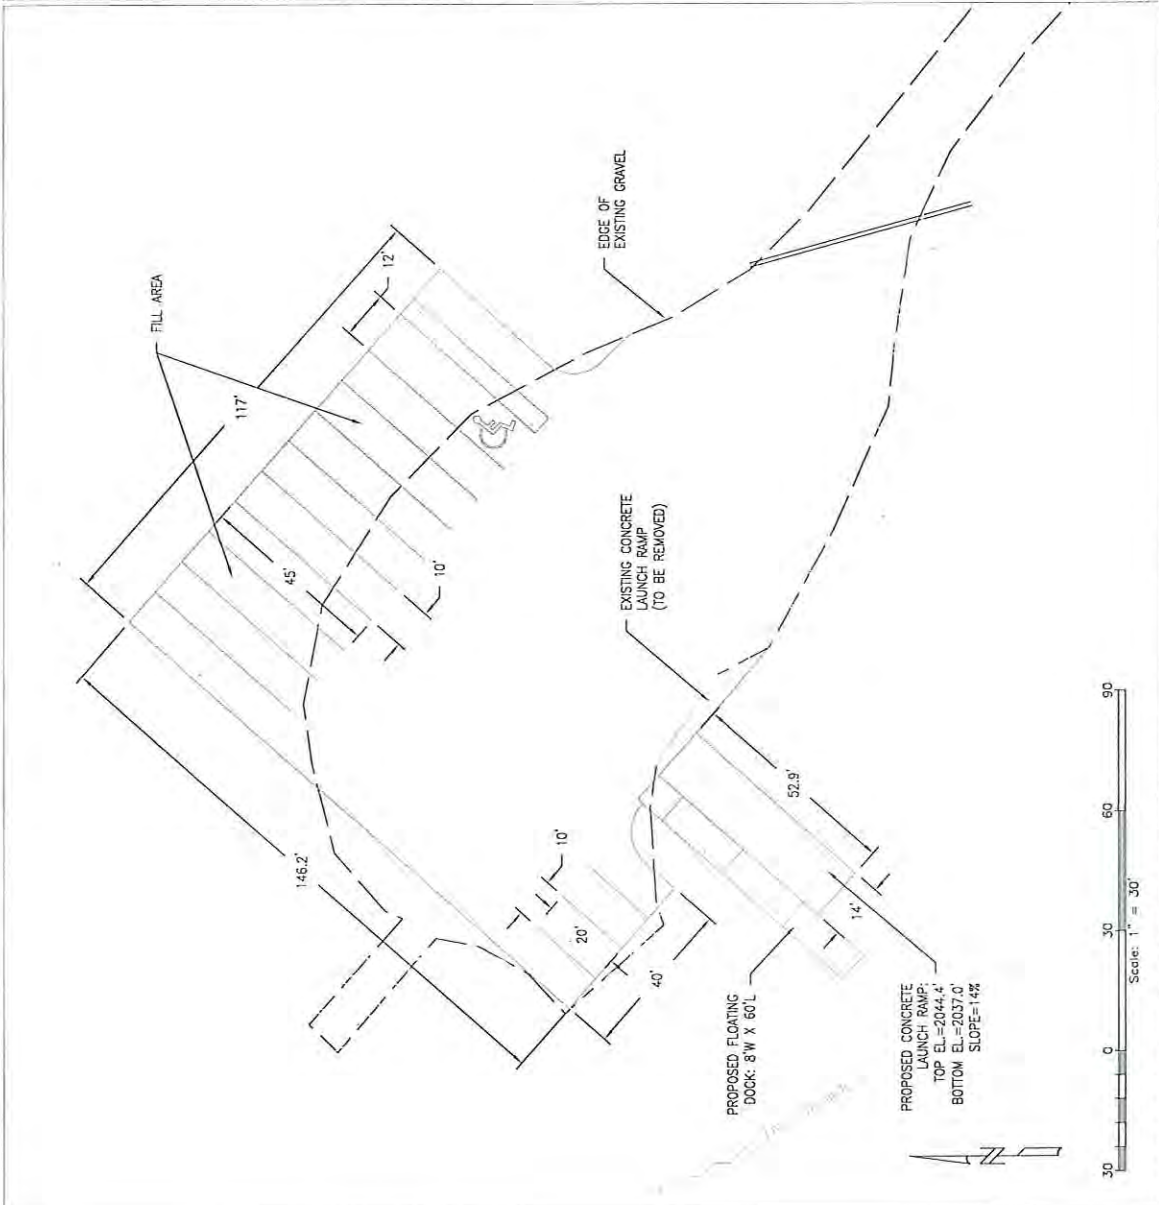 FILL AREA
117'
12'
EDGE OF
EXISTING GRAVEL
45'
10'
146.2'
EXISTING CONCRETE
LAUNCH RAMP
(TO BE REMOVED)
10'
20'
40'
52.9'
14'
PROPOSED FLOATING
DOCK: 8'W X 60'L
PROPOSED CONCRETE
LAUNCH RAMP:
TOP EL.=2044.4'
BOTTOM EL.=2037.0'
SLOPE=14%
N
30 0 30 60 90
Scale: 1" = 30'